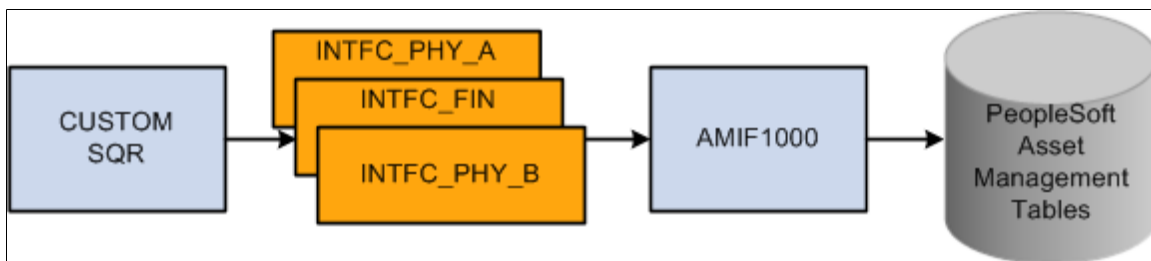 CUSTOM
SQR
INTFC_PHY_A
INTFC_FIN
INTFC_PHY_B
AMIF1000
PeopleSoft
Asset
Management
Tables